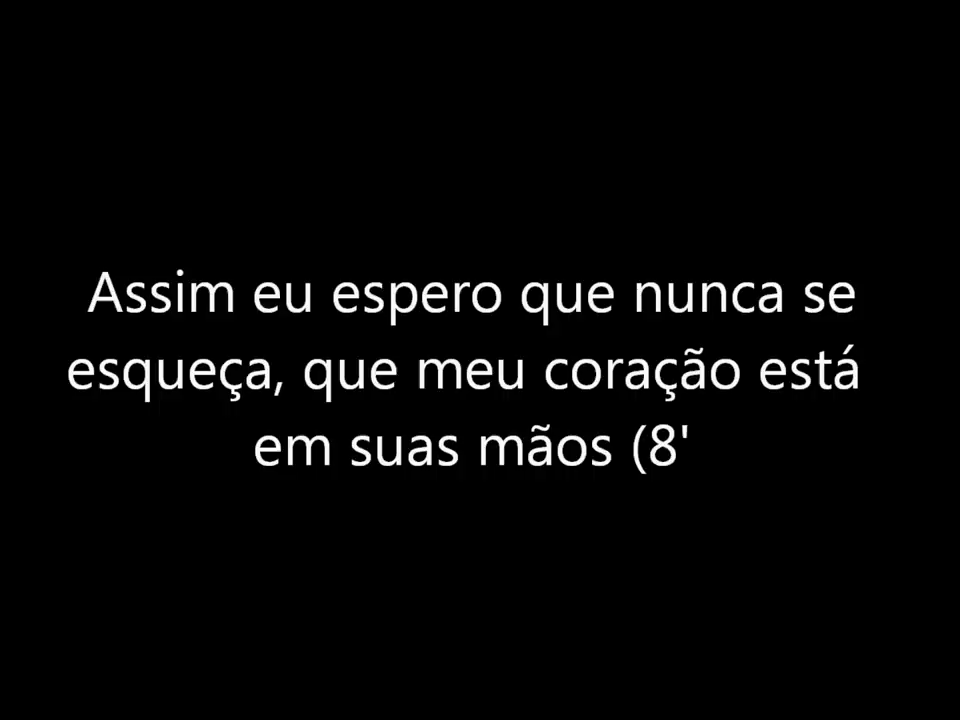 Assim eu espero que nunca se
esqueça, que meu coração está
em suas mãos (8'